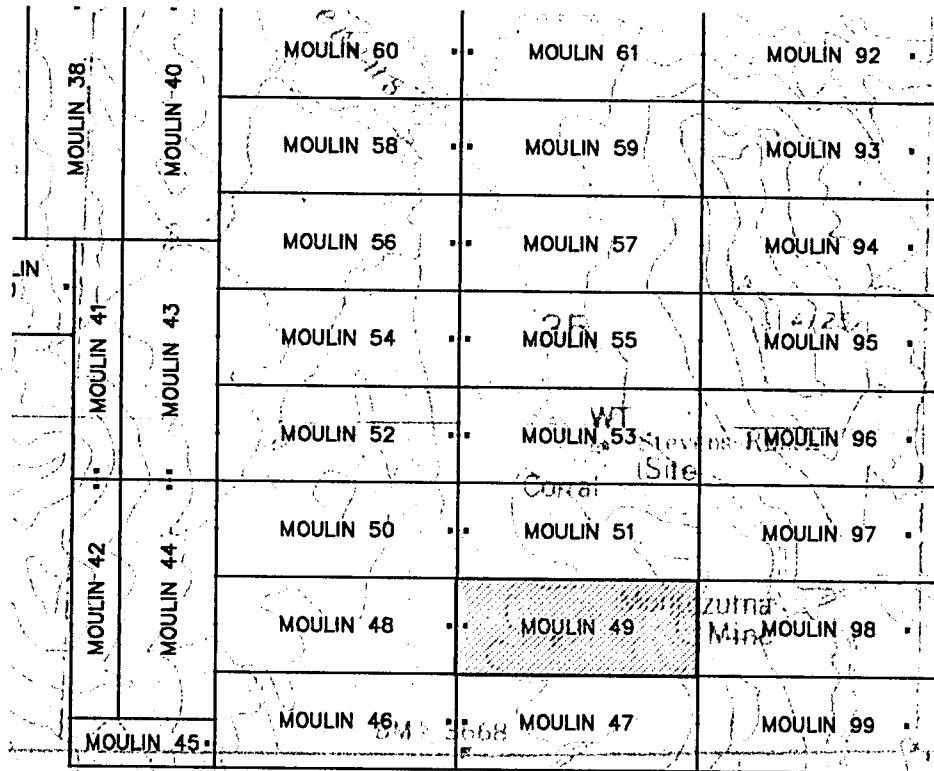 MOULIN 60
MOULIN 61
MOULIN 92
MOULIN 38
MOULIN 40
MOULIN 58
MOULIN 59
MOULIN 93
MOULIN 56
MOULIN 57
MOULIN 94
LIN
MOULIN 41
MOULIN 43
MOULIN 54
MOULIN 55
MOULIN 95
WT
MOULIN 52
MOULIN 53
Stevens
MOULIN 96
(Site
Corral
MOULIN 50
MOULIN 51
MOULIN 97
MOULIN 42
MOULIN 44
MOULIN 48
MOULIN 49
Mine
MOULIN 98
MOULIN 46
BM
3668
MOULIN 47
MOULIN 99
MOULIN 45